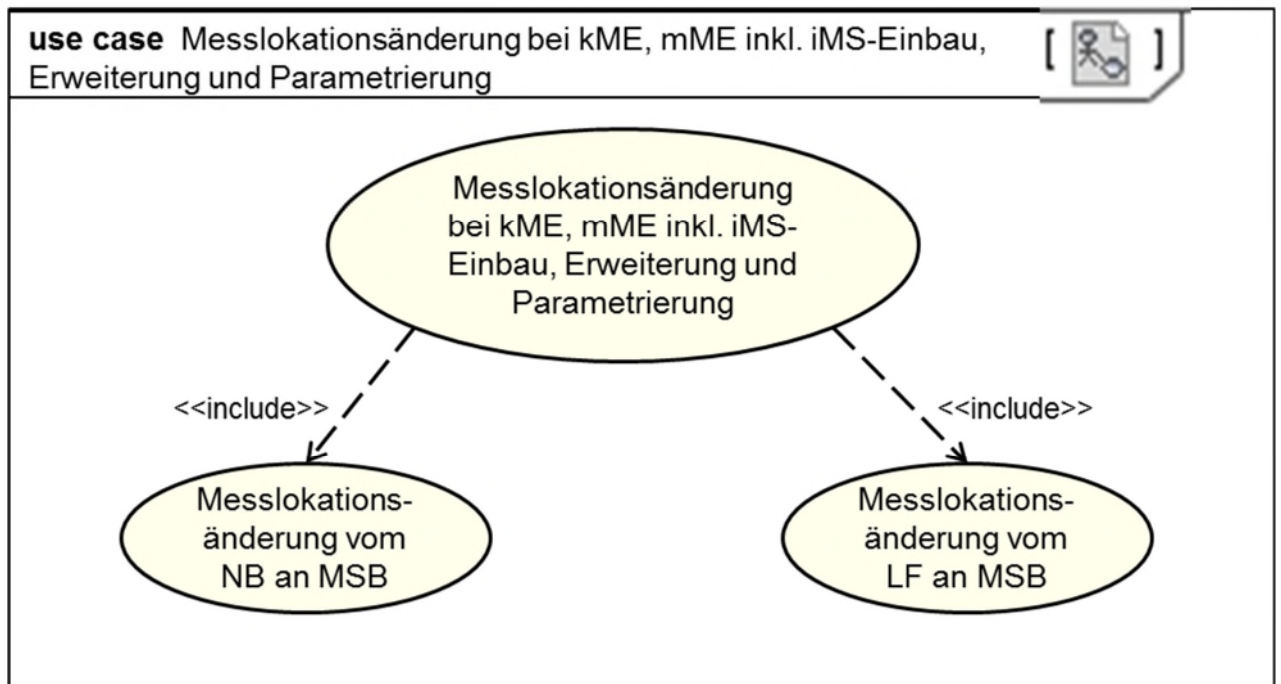 use case Messlokationsänderung bei kME, mME inkl. iMS-Einbau,
Erweiterung und Parametrierung
[ ]
Messlokationsänderung
bei kME, mME inkl. iMS-
Einbau, Erweiterung und
Parametrierung
<<include>>
<<include>>
Messlokations-
änderung vom
NB an MSB
Messlokations-
änderung vom
LF an MSB